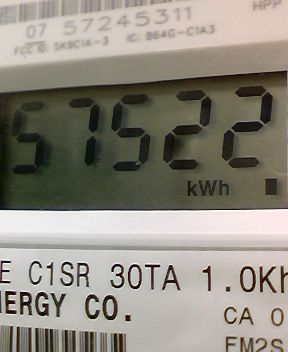 HPP
07 57245311
FCC ID: SK9C1A-3 IC: 864G-C1A3
57522
kWh
E C1SR 30TA 1.0Kh
NERGY CO.
CA 0
FM2S